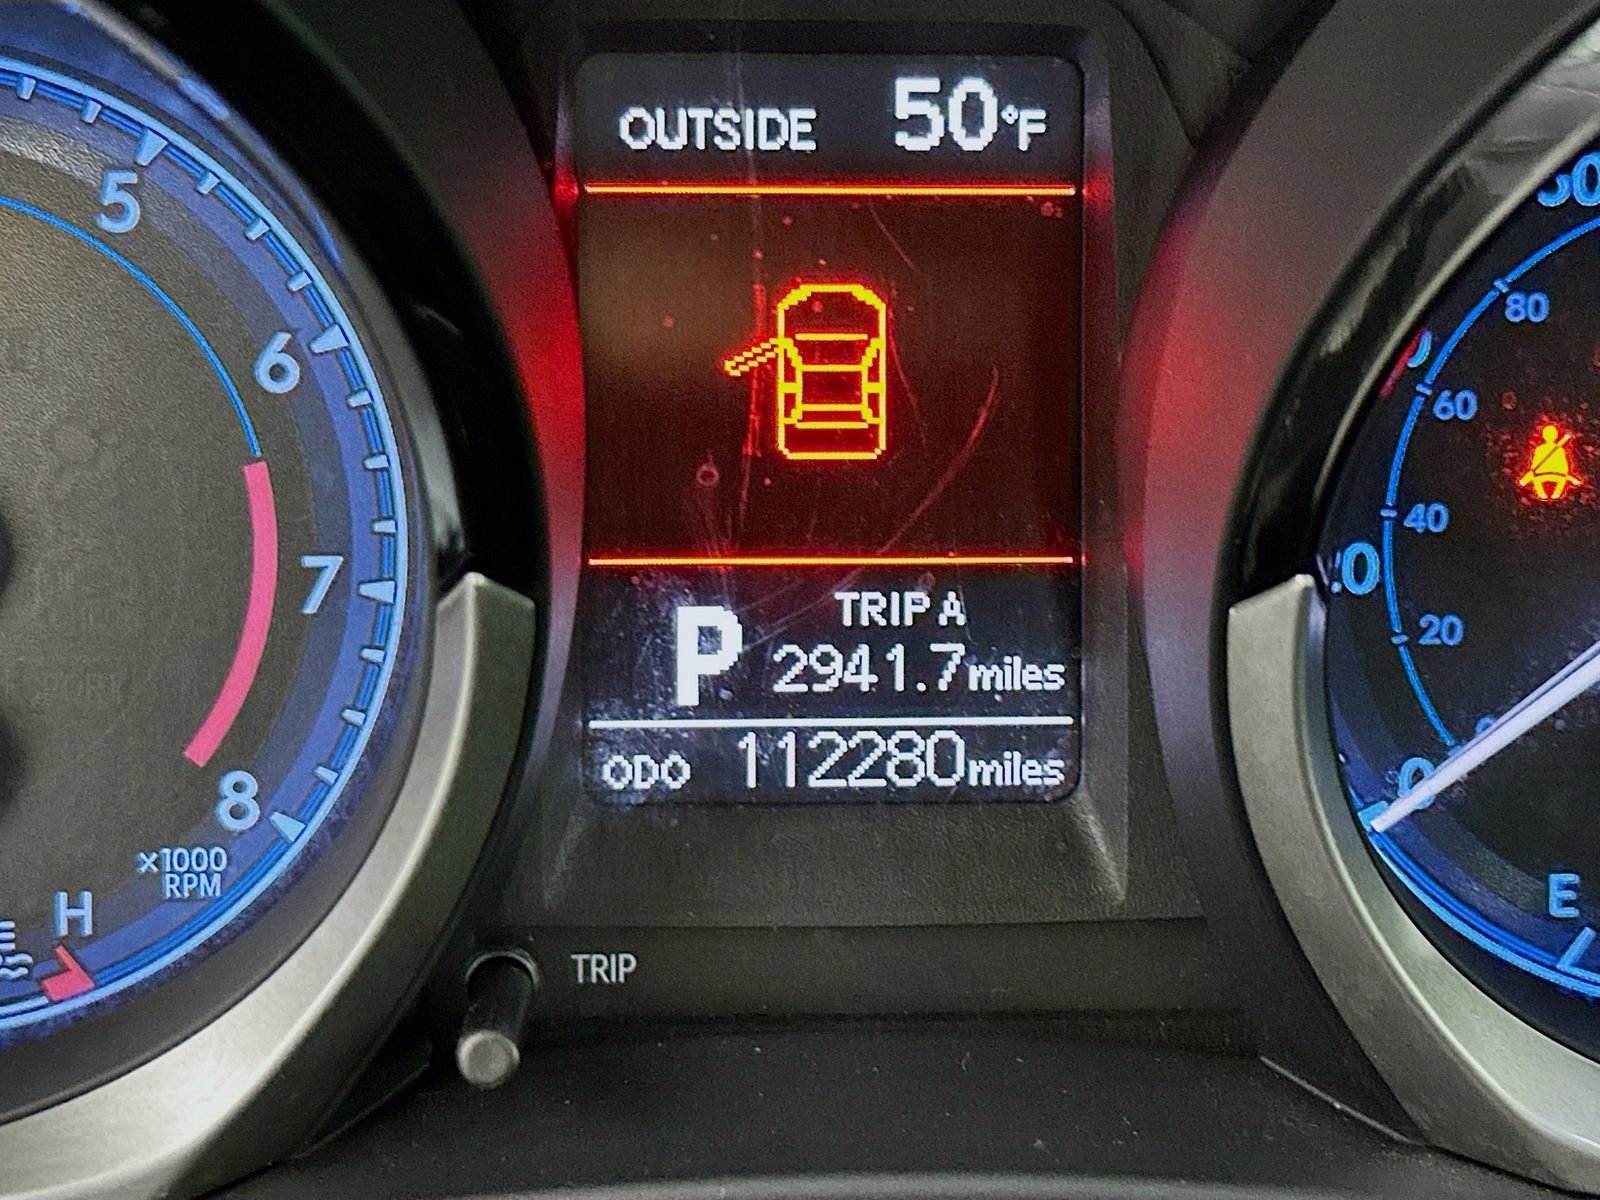 OUTSIDE 50°F
P TRIP A
2941.7 miles
ODO 112280 miles
TRIP
5
6
7
8
×1000
RPM
H
80
60
40
20
0
E